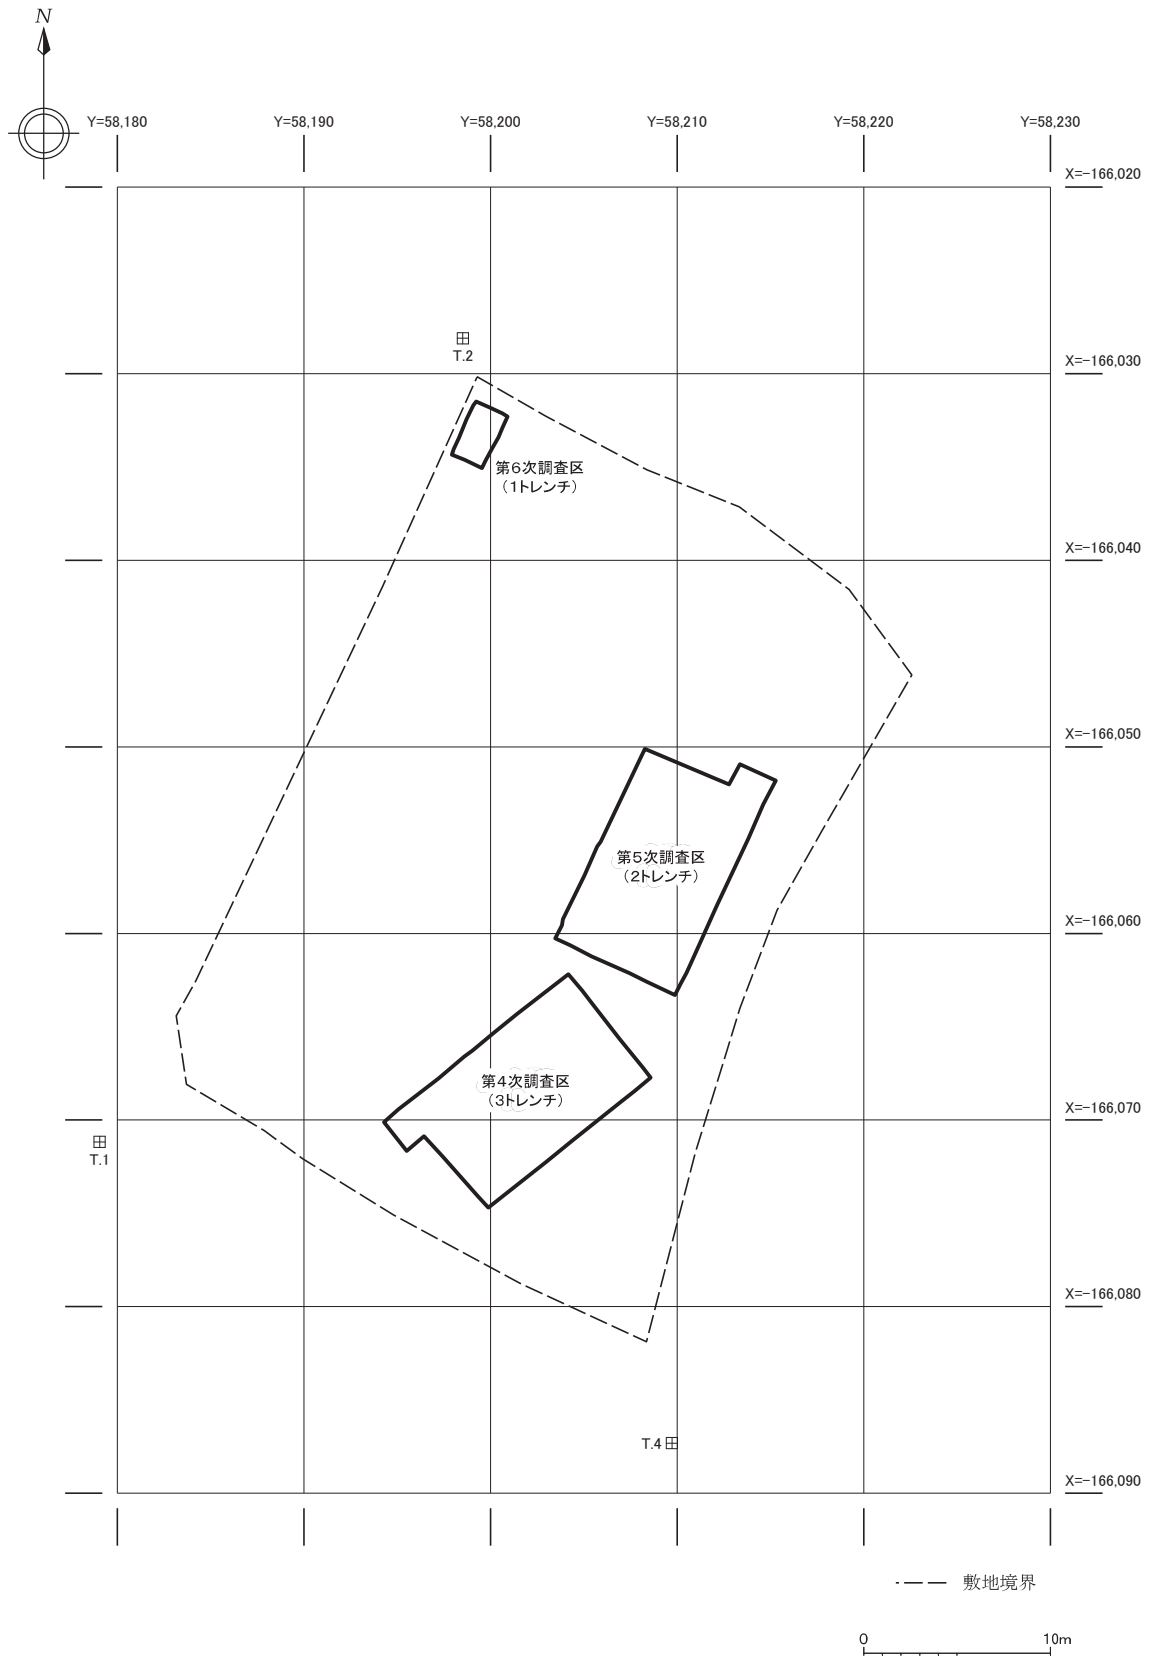 N
Y=58,180
Y=58,190
Y=58,200
Y=58,210
Y=58,220
Y=58,230
X=-166,020
T.2
X=-166,030
第6次調査区
(1トレンチ)
X=-166,040
X=-166,050
第5次調査区
(2トレンチ)
X=-166,060
第4次調査区
(3トレンチ)
X=-166,070
T.1
X=-166,080
T.4
X=-166,090
敷地境界
0 10m